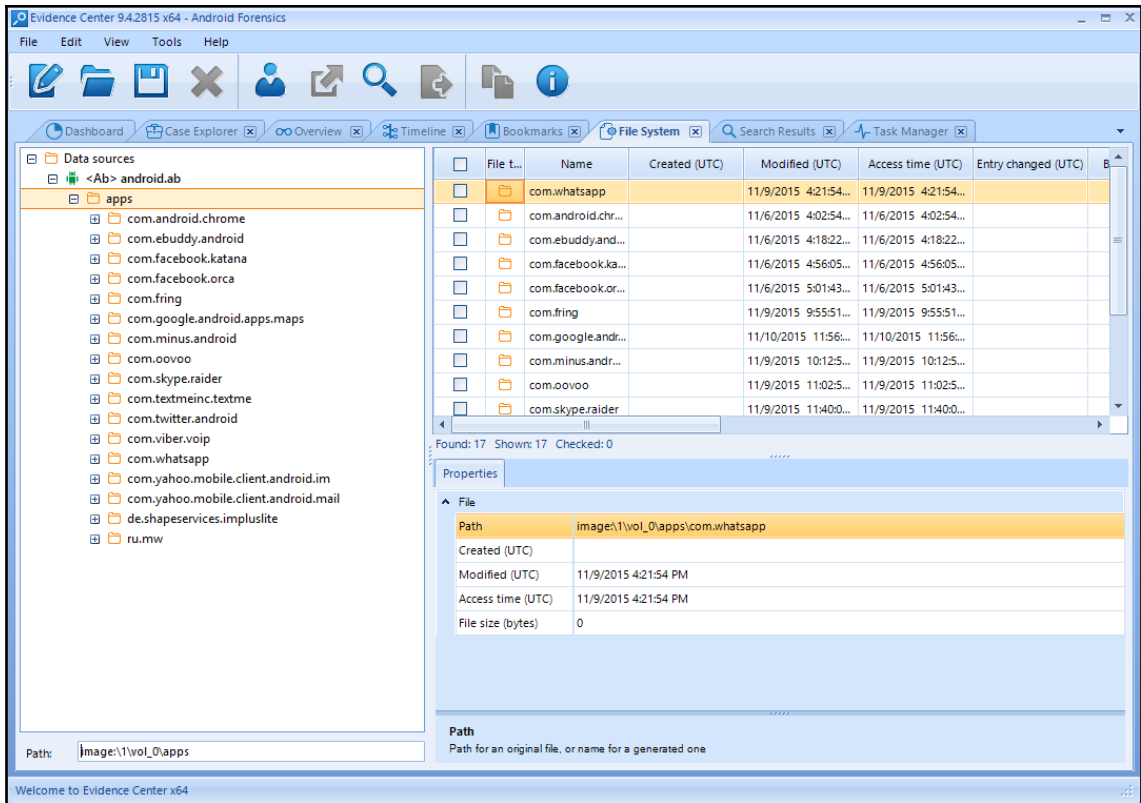 Evidence Center 9.4.2815 x64 - Android Forensics
File Edit View Tools Help
Dashboard Case Explorer Overview Timeline Bookmarks File System Search Results Task Manager
Data sources
<Ab> android.ab
apps
com.android.chrome
com.ebuddy.android
com.facebook.katana
com.facebook.orca
com.fring
com.google.android.apps.maps
com.minus.android
com.oovoo
com.skype.raider
com.textmeinc.textme
com.twitter.android
com.viber.voip
com.whatsapp
com.yahoo.mobile.client.android.im
com.yahoo.mobile.client.android.mail
de.shapeservices.impluslite
ru.mw
Path: image:\1\vol_0\apps
File t... Name Created (UTC) Modified (UTC) Access time (UTC) Entry changed (UTC) B
com.whatsapp 11/9/2015 4:21:54... 11/9/2015 4:21:54...
com.android.chr... 11/6/2015 4:02:54... 11/6/2015 4:02:54...
com.ebuddy.and... 11/6/2015 4:18:22... 11/6/2015 4:18:22...
com.facebook.ka... 11/6/2015 4:56:05... 11/6/2015 4:56:05...
com.facebook.or... 11/6/2015 5:01:43... 11/6/2015 5:01:43...
com.fring 11/9/2015 9:55:51... 11/9/2015 9:55:51...
com.google.andr... 11/10/2015 11:56:... 11/10/2015 11:56:...
com.minus.andr... 11/9/2015 10:12:5... 11/9/2015 10:12:5...
com.oovoo 11/9/2015 11:02:5... 11/9/2015 11:02:5...
com.skype.raider 11/9/2015 11:40:0... 11/9/2015 11:40:0...
Found: 17 Shown: 17 Checked: 0
Properties
File
Path image:\1\vol_0\apps\com.whatsapp
Created (UTC)
Modified (UTC) 11/9/2015 4:21:54 PM
Access time (UTC) 11/9/2015 4:21:54 PM
File size (bytes) 0
Path
Path for an original file, or name for a generated one
Welcome to Evidence Center x64